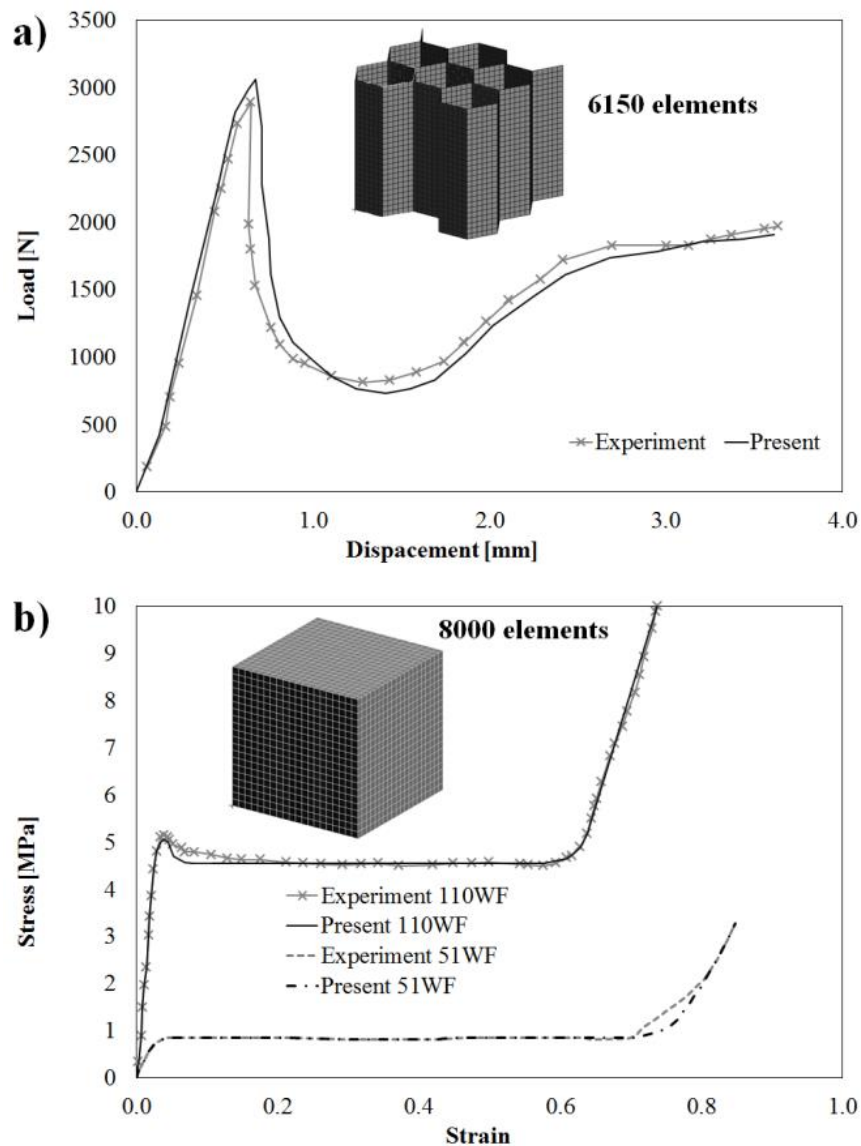 a)
3500
3000
2500
2000
1500
1000
500
0
Load [N]
6150 elements
Experiment
Present
0.0 1.0 2.0 3.0 4.0
Dispacement [mm]
b)
10
9
8
7
6
5
4
3
2
1
0
Stress [MPa]
8000 elements
Experiment 110WF
Present 110WF
Experiment 51WF
Present 51WF
0.0 0.2 0.4 0.6 0.8 1.0
Strain